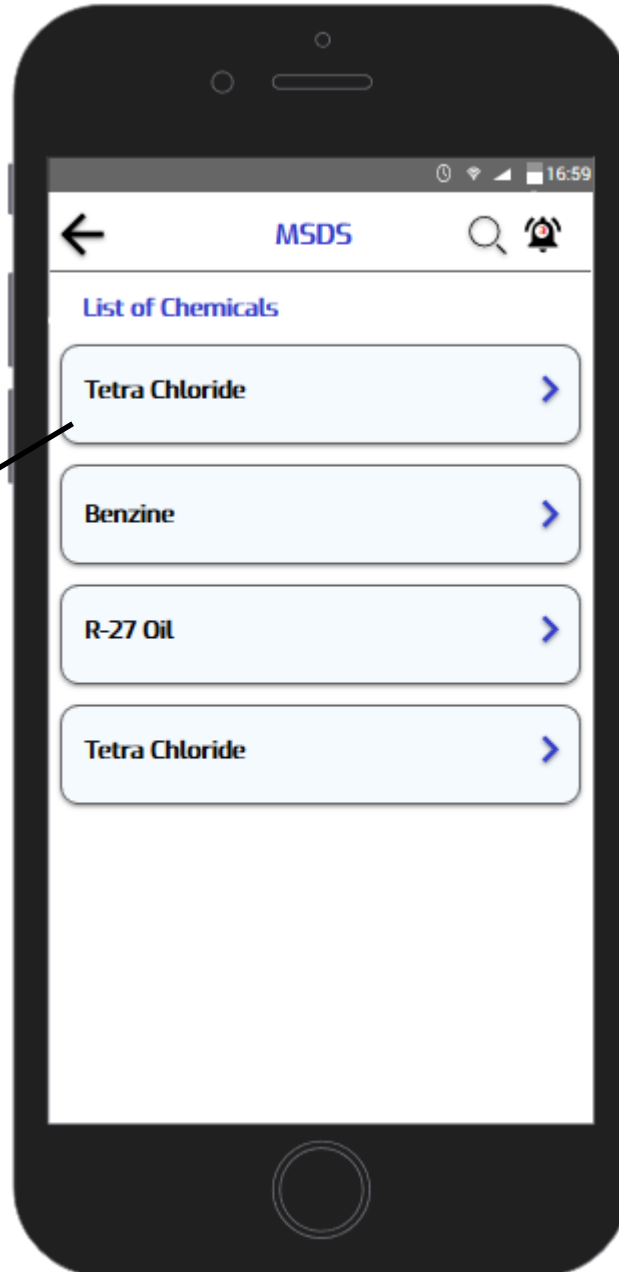 16:59
MSDS
List of Chemicals
Tetra Chloride
Benzine
R-27 Oil
Tetra Chloride